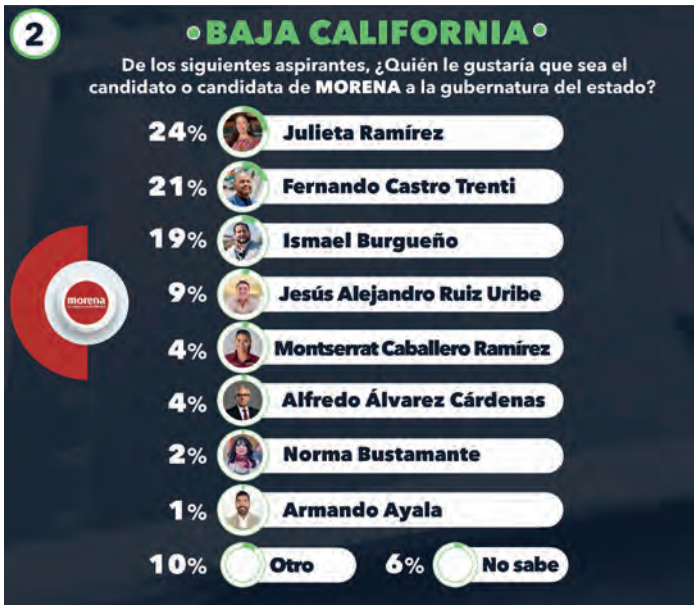 2
BAJA CALIFORNIA
De los siguientes aspirantes, ¿Quién le gustaría que sea el
candidato o candidata de MORENA a la gubernatura del estado?
24% Julieta Ramírez
21% Fernando Castro Trenti
19% Ismael Burgueño
morena
9% Jesús Alejandro Ruiz Uribe
4% Montserrat Caballero Ramírez
4% Alfredo Álvarez Cárdenas
2% Norma Bustamante
1% Armando Ayala
10% Otro 6% No sabe